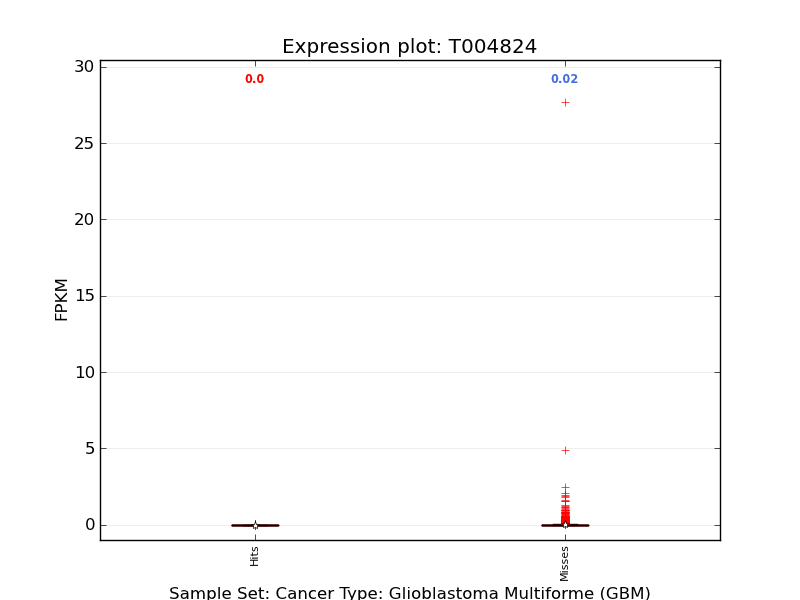 Expression plot: T004824
30
0.0
0.02
25
20
15
10
5
0
FPKM
Hits
Misses
Sample Set: Cancer Type: Glioblastoma Multiforme (GBM)